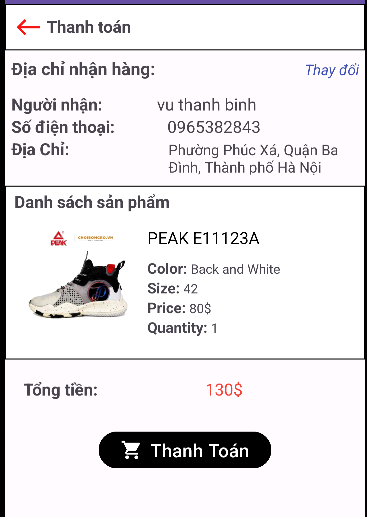 Thanh toán
Địa chỉ nhận hàng:
Thay đổi
Người nhận: vu thanh binh
Số điện thoại: 0965382843
Địa Chỉ: Phường Phúc Xá, Quận Ba
Đình, Thành phố Hà Nội
Danh sách sản phẩm
PEAK
PEAK E11123A
Color: Back and White
Size: 42
Price: 80$
Quantity: 1
Tổng tiền: 130$
Thanh Toán